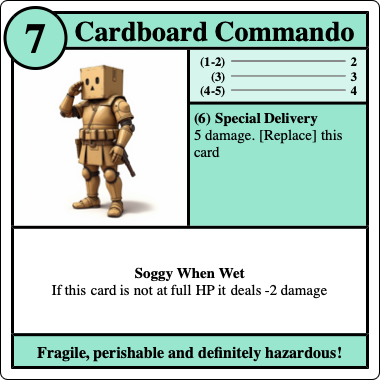 7
Cardboard Commando
(1-2) 2
(3) 3
(4-5) 4
(6) Special Delivery
5 damage. [Replace] this
card
Soggy When Wet
If this card is not at full HP it deals -2 damage
Fragile, perishable and definitely hazardous!